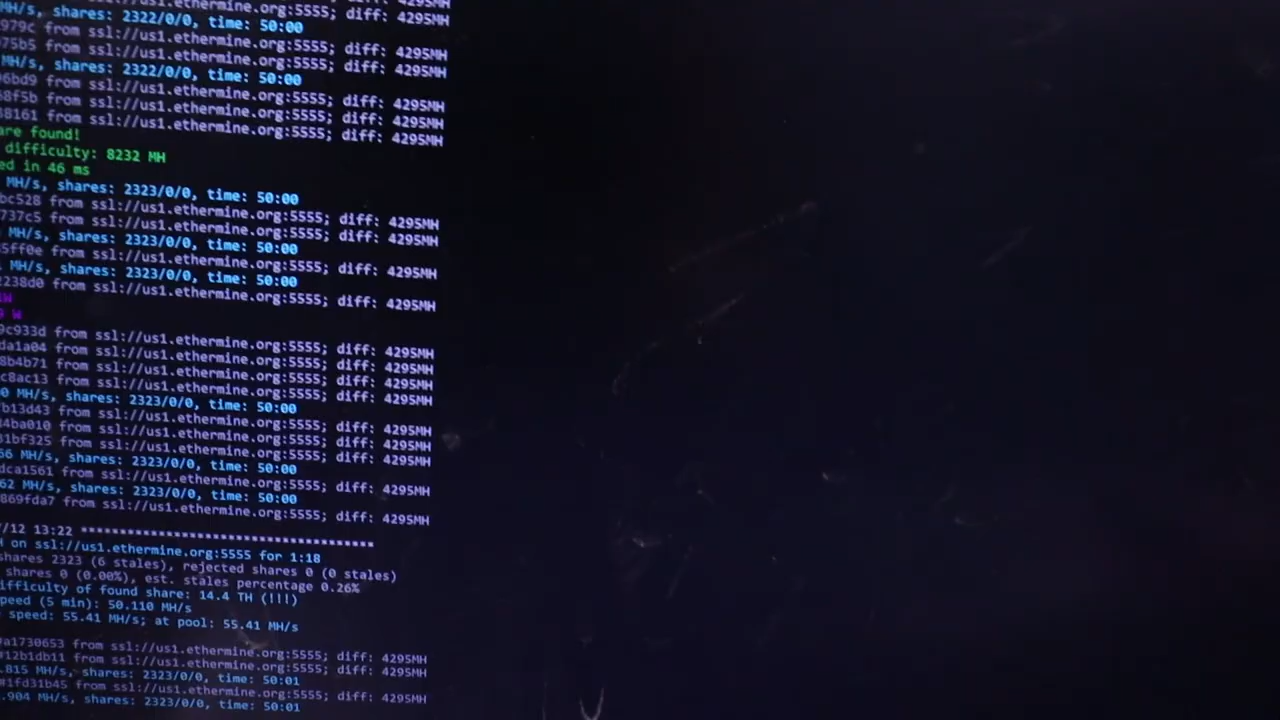 MH/s, shares: 2322/0/0, time: 50:00
979c from ssl://us1.ethermine.org:5555; diff: 4295MH
075b5 from ssl://us1.ethermine.org:5555; diff: 4295MH
MH/s, shares: 2322/0/0, time: 50:00
96bd9 from ssl://us1.ethermine.org:5555; diff: 4295MH
68f5b from ssl://us1.ethermine.org:5555; diff: 4295MH
38161 from ssl://us1.ethermine.org:5555; diff: 4295MH
are found!
difficulty: 8232 MH
ed in 46 ms
MH/s, shares: 2323/0/0, time: 50:00
bc528 from ssl://us1.ethermine.org:5555; diff: 4295MH
737c5 from ssl://us1.ethermine.org:5555; diff: 4295MH
MH/s, shares: 2323/0/0, time: 50:00
5ff0e from ssl://us1.ethermine.org:5555; diff: 4295MH
MH/s, shares: 2323/0/0, time: 50:00
2238d0 from ssl://us1.ethermine.org:5555; diff: 4295MH
W
9 W
9c933d from ssl://us1.ethermine.org:5555; diff: 4295MH
da1a04 from ssl://us1.ethermine.org:5555; diff: 4295MH
8b4b71 from ssl://us1.ethermine.org:5555; diff: 4295MH
c8ac13 from ssl://us1.ethermine.org:5555; diff: 4295MH
0 MH/s, shares: 2323/0/0, time: 50:00
fb13d43 from ssl://us1.ethermine.org:5555; diff: 4295MH
d4ba010 from ssl://us1.ethermine.org:5555; diff: 4295MH
31bf325 from ssl://us1.ethermine.org:5555; diff: 4295MH
56 MH/s, shares: 2323/0/0, time: 50:00
dca1561 from ssl://us1.ethermine.org:5555; diff: 4295MH
62 MH/s, shares: 2323/0/0, time: 50:00
869fda7 from ssl://us1.ethermine.org:5555; diff: 4295MH
/12 13:22 ***************************************
on ssl://us1.ethermine.org:5555 for 1:18
shares 2323 (6 stales), rejected shares 0 (0 stales)
shares 0 (0.00%), est. stales percentage 0.26%
ifficulty of found share: 14.4 TH (!!!)
peed (5 min): 50.110 MH/s
speed: 55.41 MH/s; at pool: 55.41 MH/s
#a1730653 from ssl://us1.ethermine.org:5555; diff: 4295MH
#12b1db11 from ssl://us1.ethermine.org:5555; diff: 4295MH
.815 MH/s, shares: 2323/0/0, time: 50:01
#1fd31b45 from ssl://us1.ethermine.org:5555; diff: 4295MH
.904 MH/s, shares: 2323/0/0, time: 50:01